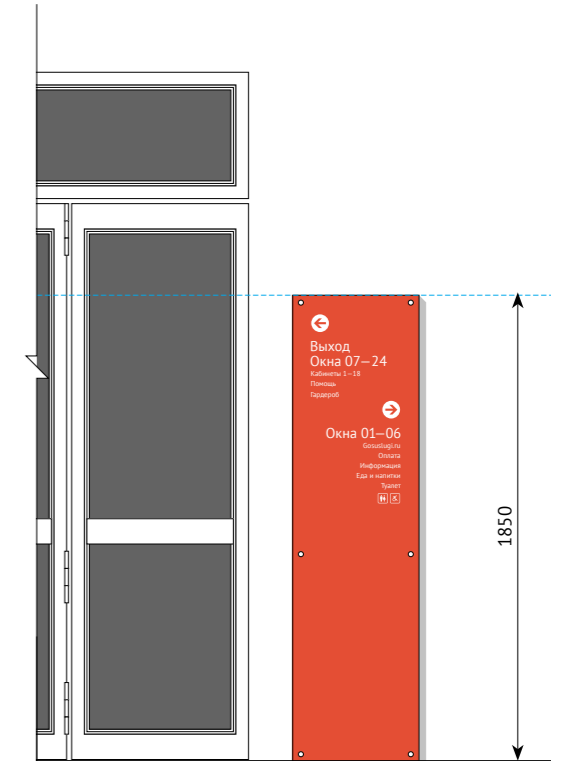 Выход
Окна 07—24
Кабинеты 1—18
Помощь
Гардероб
Окна 01—06
Gosuslugi.ru
Оплата
Информация
Еда и напитки
Туалет
1850